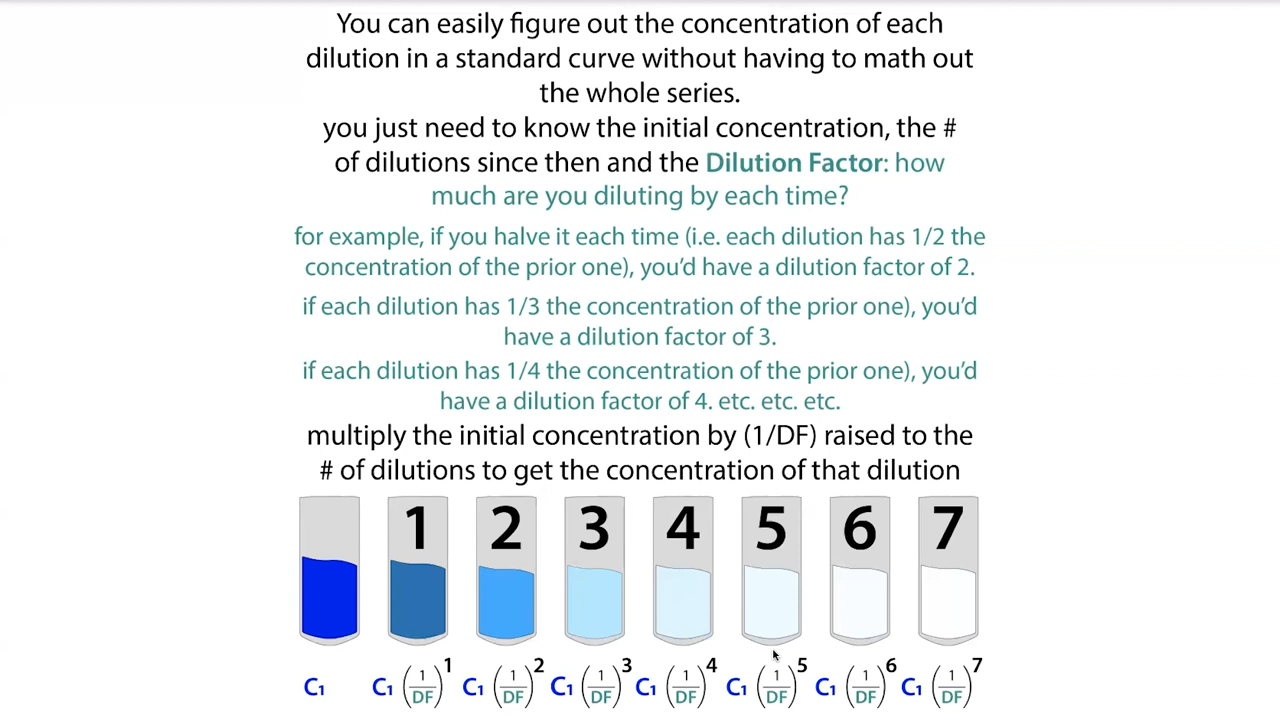 You can easily figure out the concentration of each
dilution in a standard curve without having to math out
the whole series.
you just need to know the initial concentration, the #
of dilutions since then and the Dilution Factor: how
much are you diluting by each time?
for example, if you halve it each time (i.e. each dilution has 1/2 the
concentration of the prior one), you’d have a dilution factor of 2.
if each dilution has 1/3 the concentration of the prior one), you’d
have a dilution factor of 3.
if each dilution has 1/4 the concentration of the prior one), you’d
have a dilution factor of 4. etc. etc. etc.
multiply the initial concentration by (1/DF) raised to the
# of dilutions to get the concentration of that dilution
1 2 3 4 5 6 7
C₁ C₁(1/DF)¹ C₁(1/DF)² C₁(1/DF)³ C₁(1/DF)⁴ C₁(1/DF)⁵ C₁(1/DF)⁶ C₁(1/DF)⁷